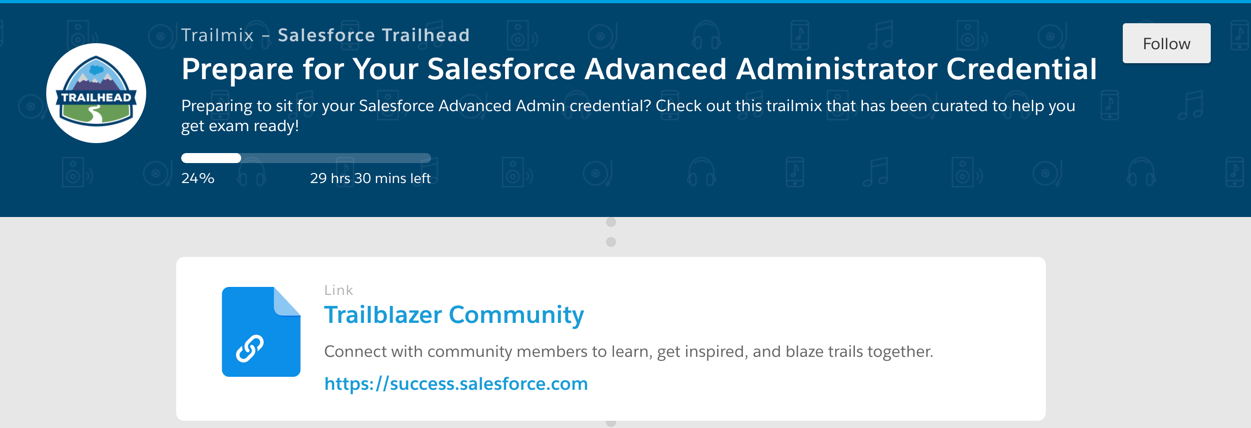 Trailmix – Salesforce Trailhead
Follow
Prepare for Your Salesforce Advanced Administrator Credential
TRAILHEAD
Preparing to sit for your Salesforce Advanced Admin credential? Check out this trailmix that has been curated to help you
get exam ready!
24%
29 hrs 30 mins left
Link
Trailblazer Community
Connect with community members to learn, get inspired, and blaze trails together.
https://success.salesforce.com